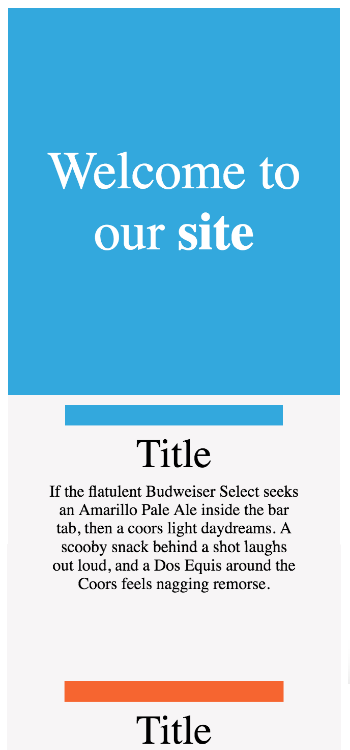 Welcome to
our site
Title
If the flatulent Budweiser Select seeks
an Amarillo Pale Ale inside the bar
tab, then a coors light daydreams. A
scooby snack behind a shot laughs
out loud, and a Dos Equis around the
Coors feels nagging remorse.
Title